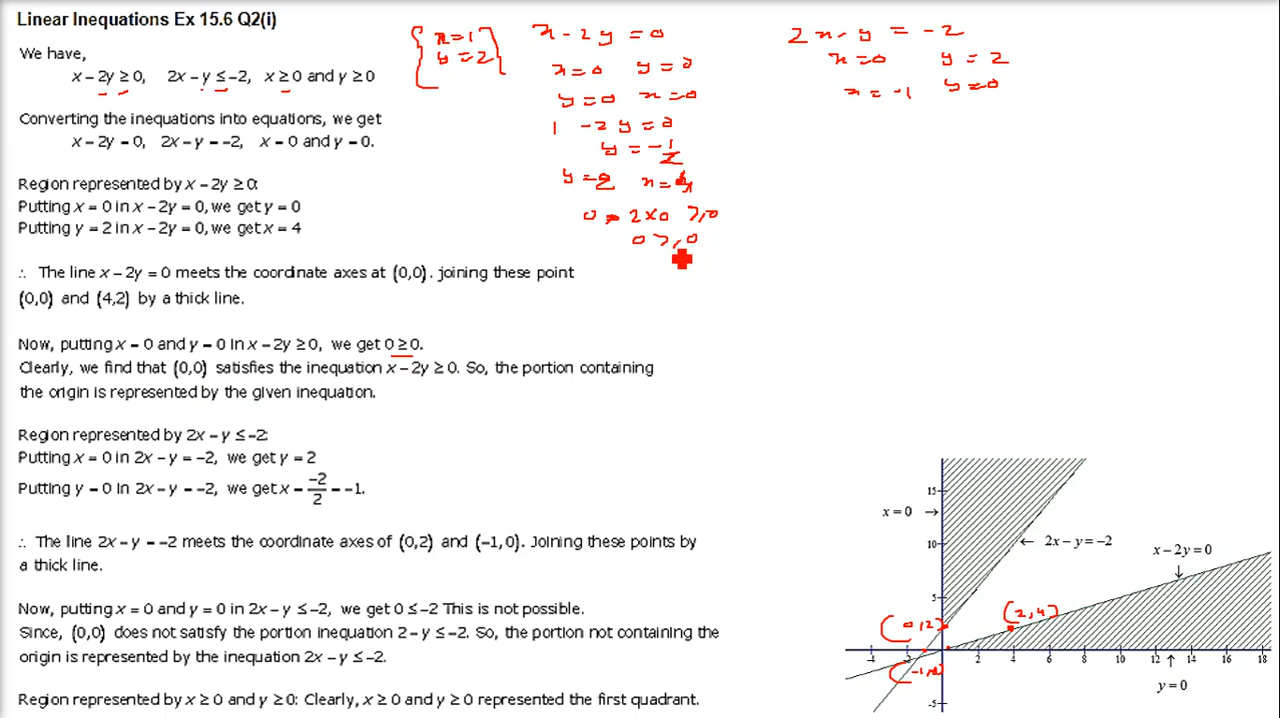 Linear Inequations Ex 15.6 Q2(i)
We have,
x – 2y ≥ 0, 2x – y ≤ –2, x ≥ 0 and y ≥ 0
Converting the inequations into equations, we get
x – 2y – 0, 2x – y – –2, x – 0 and y – 0.
Region represented by x – 2y ≥ 0:
Putting x = 0 in x – 2y = 0, we get y = 0
Putting y = 2 in x – 2y = 0, we get x = 4
∴ The line x – 2y = 0 meets the coordinate axes at (0,0). joining these point
(0,0) and (4,2) by a thick line.
Now, putting x – 0 and y – 0 in x – 2y ≥ 0, we get 0 ≥ 0.
Clearly, we find that (0,0) satisfies the inequation x – 2y ≥ 0. So, the portion containing
the origin is represented by the given inequation.
Region represented by 2x – y ≤ –2:
Putting x = 0 in 2x – y = –2, we get y = 2
Putting y = 0 in 2x – y = –2, we get x – –2/2 – –1.
∴ The line 2x – y – –2 meets the coordinate axes of (0,2) and (–1,0). Joining these points by
a thick line.
Now, putting x = 0 and y = 0 in 2x – y ≤ –2, we get 0 ≤ –2 This is not possible.
Since, (0,0) does not satisfy the portion inequation 2 – y ≤ –2. So, the portion not containing the
origin is represented by the inequation 2x – y ≤ –2.
Region represented by x ≥ 0 and y ≥ 0: Clearly, x ≥ 0 and y ≥ 0 represented the first quadrant.
x=1
y=2
x-2y=0
x=0 y=0
y=0 x=0
1-2y=0
y=-1/2
y=2 x=4
0-2×0≥0
0≥0
2x-y=-2
x=0 y=2
x=-1 y=0
15
x = 0 →
10
← 2x – y = –2
x – 2y = 0
↓
5
(0,2)
(2,4)
-4 -2 2 4 6 8 10 12 14 16 18
(-1,0)
↑
y = 0
-5